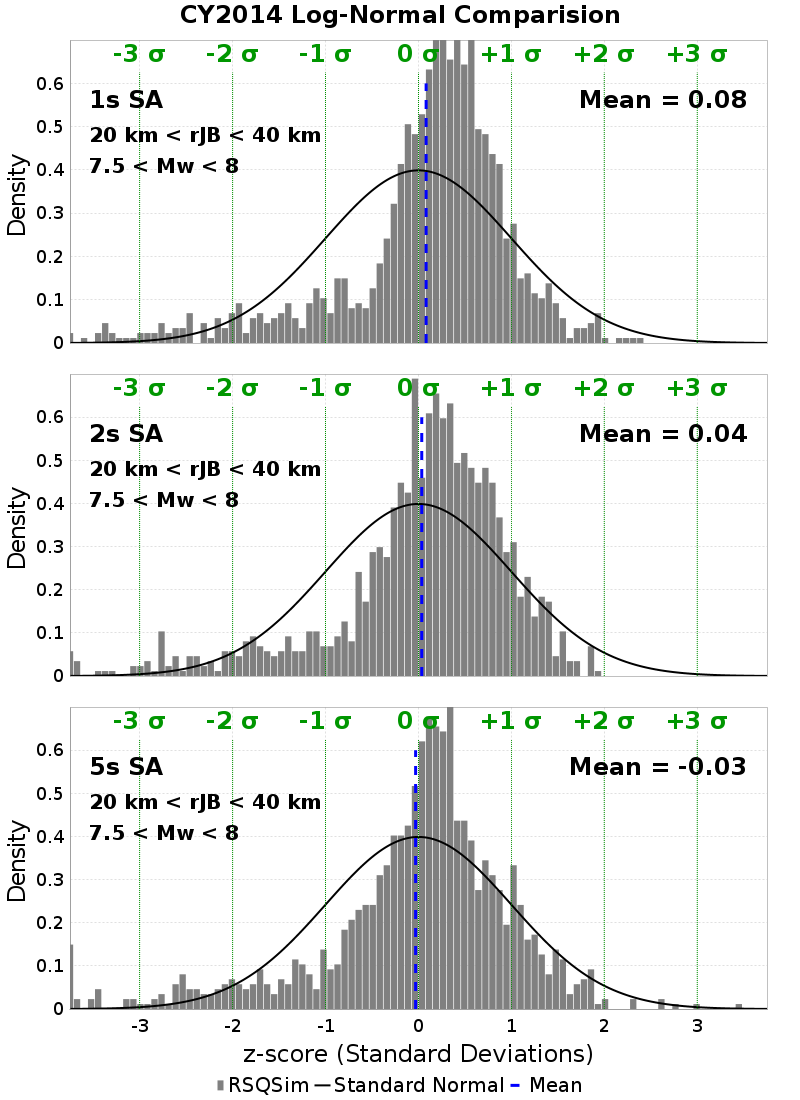 CY2014 Log-Normal Comparision
-3 σ -2 σ -1 σ 0 σ +1 σ +2 σ +3 σ
0.6
1s SA Mean = 0.08
0.5
20 km < rJB < 40 km
7.5 < Mw < 8
0.4
Density
0.3
0.2
0.1
0
-3 σ -2 σ -1 σ 0 σ +1 σ +2 σ +3 σ
0.6
2s SA Mean = 0.04
0.5
20 km < rJB < 40 km
7.5 < Mw < 8
0.4
Density
0.3
0.2
0.1
0
-3 σ -2 σ -1 σ 0 σ +1 σ +2 σ +3 σ
0.6
5s SA Mean = -0.03
0.5
20 km < rJB < 40 km
7.5 < Mw < 8
0.4
Density
0.3
0.2
0.1
0
-3 -2 -1 0 1 2 3
z-score (Standard Deviations)
RSQSim Standard Normal Mean